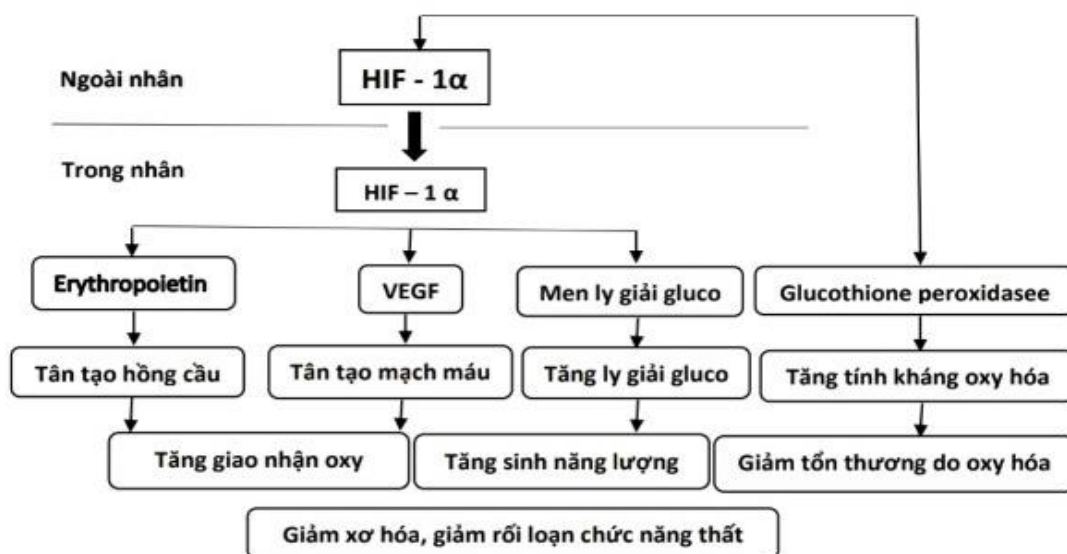 Ngoài nhân
HIF - 1α
Trong nhân
HIF – 1 α
Erythropoietin
VEGF
Men ly giải gluco
Glucothione peroxidasee
Tân tạo hồng cầu
Tân tạo mạch máu
Tăng ly giải gluco
Tăng tính kháng oxy hóa
Tăng giao nhận oxy
Tăng sinh năng lượng
Giảm tổn thương do oxy hóa
Giảm xơ hóa, giảm rối loạn chức năng thất